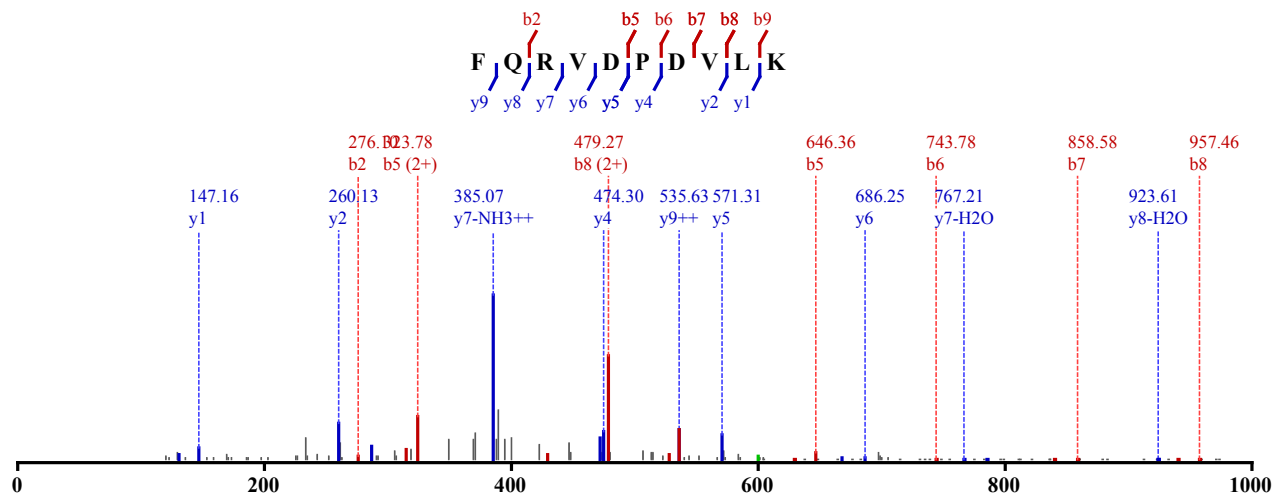 b2 b5 b6 b7 b8 b9
F Q R V D P D V L K
y9 y8 y7 y6 y5 y4 y2 y1
323.78 479.27 646.36 743.78 858.58 957.46
b2 b5 (2+) b8 (2+) b5 b6 b7 b8
147.16 260.13 385.07 474.30 535.63 571.31 686.25 767.21 923.61
y1 y2 y7-NH3++ y4 y9++ y5 y6 y7-H2O y8-H2O
0 200 400 600 800 1000